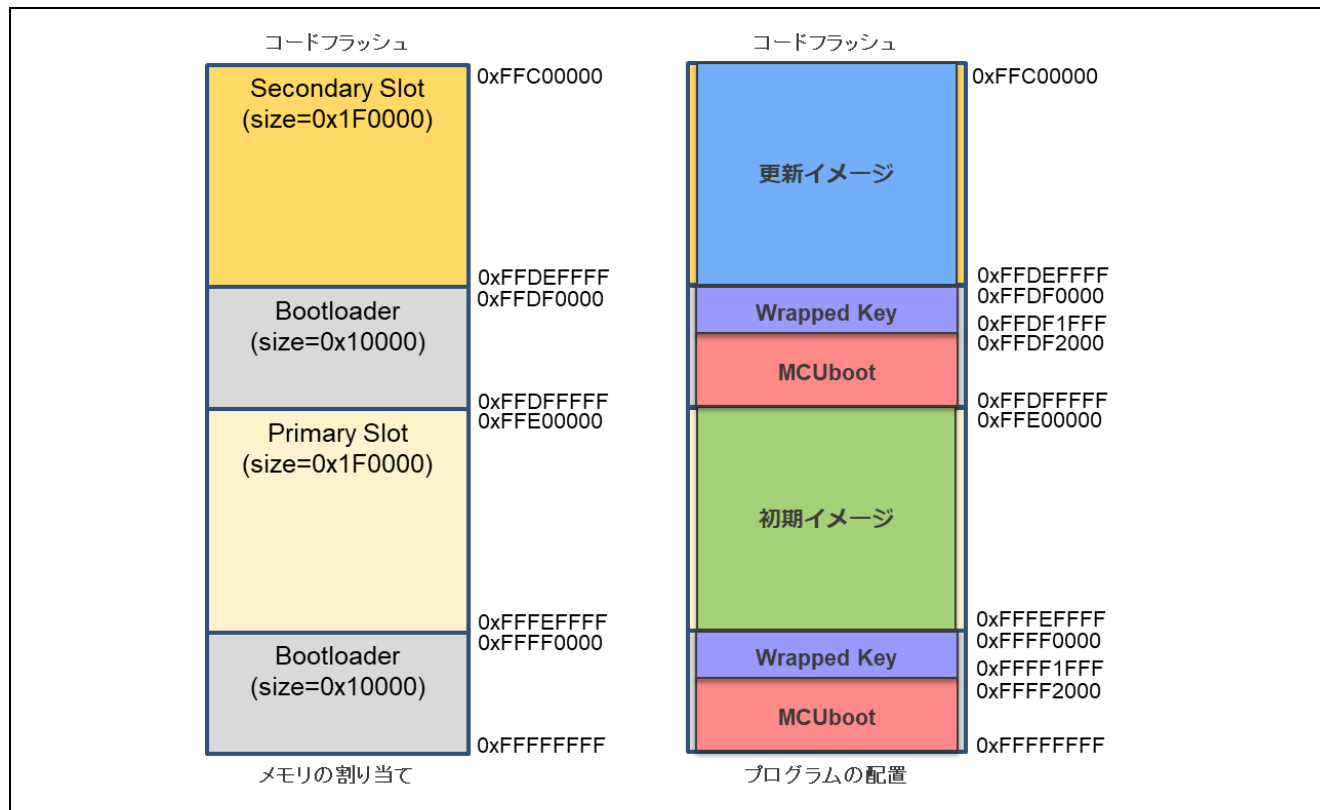 コードフラッシュ
Secondary Slot
(size=0x1F0000)
0xFFC00000
0xFFDEFFFF
0xFFDF0000
Bootloader
(size=0x10000)
0xFFDFFFFF
0xFFE00000
Primary Slot
(size=0x1F0000)
0xFFFEFFFF
0xFFFF0000
Bootloader
(size=0x10000)
0xFFFFFFFF
メモリの割り当て
コードフラッシュ
0xFFC00000
更新イメージ
0xFFDEFFFF
0xFFDF0000
Wrapped Key
0xFFDF1FFF
0xFFDF2000
MCUboot
0xFFDFFFFF
0xFFE00000
初期イメージ
0xFFFEFFFF
0xFFFF0000
Wrapped Key
0xFFFF1FFF
0xFFFF2000
MCUboot
0xFFFFFFFF
プログラムの配置